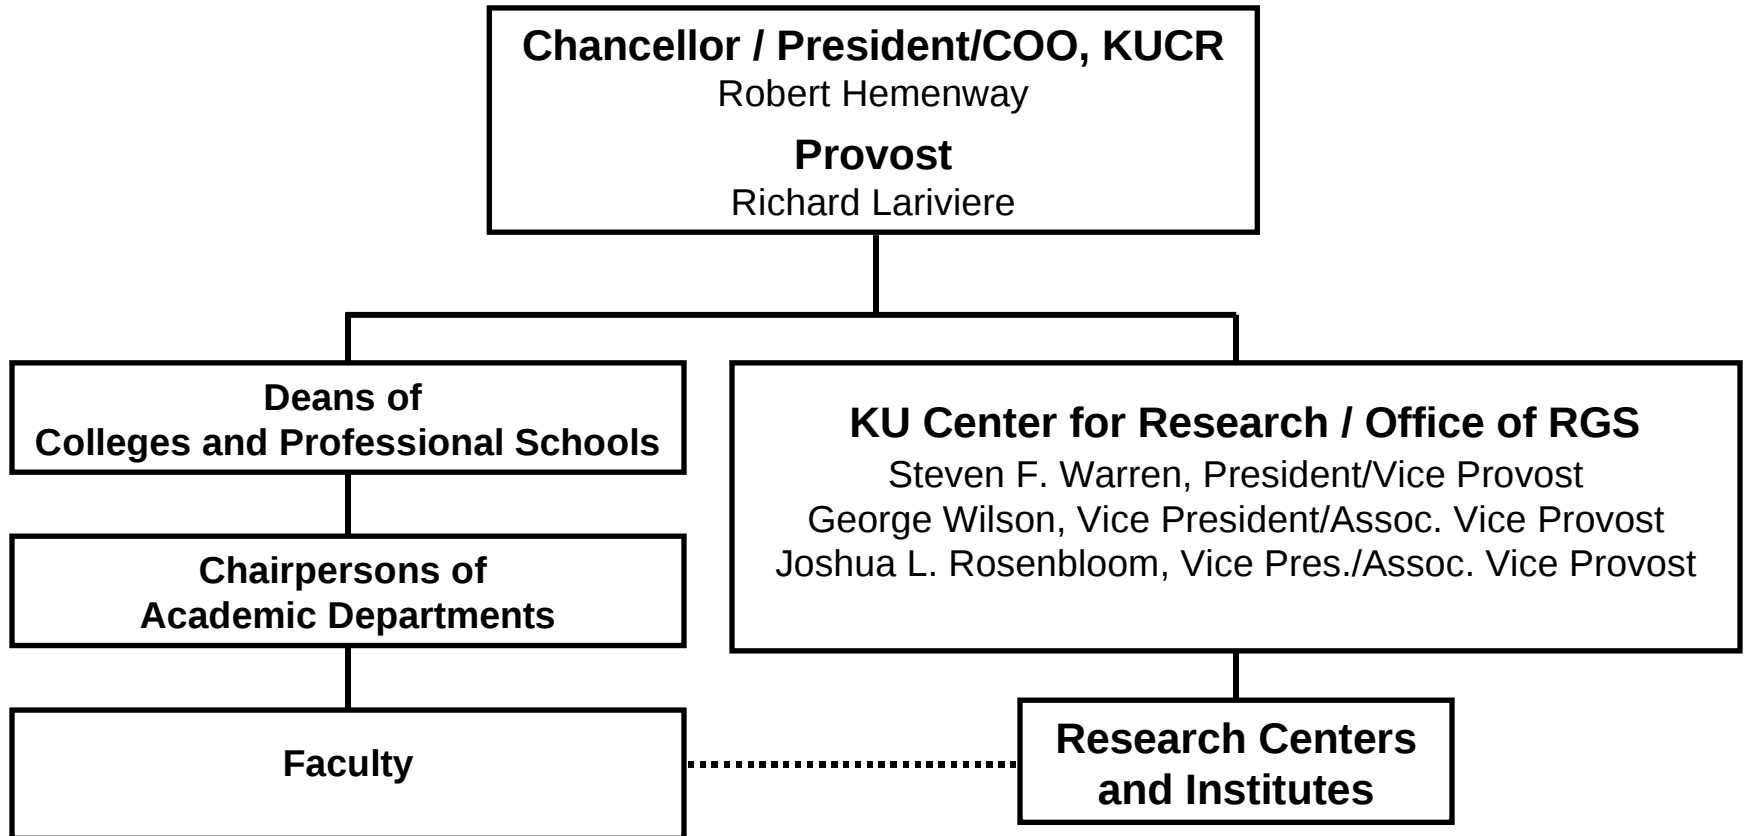 Chancellor / President/COO, KUCR
Robert Hemenway
Provost
Richard Lariviere
Deans of
Colleges and Professional Schools
KU Center for Research / Office of RGS
Steven F. Warren, President/Vice Provost
George Wilson, Vice President/Assoc. Vice Provost
Joshua L. Rosenbloom, Vice Pres./Assoc. Vice Provost
Chairpersons of
Academic Departments
Faculty
Research Centers
and Institutes